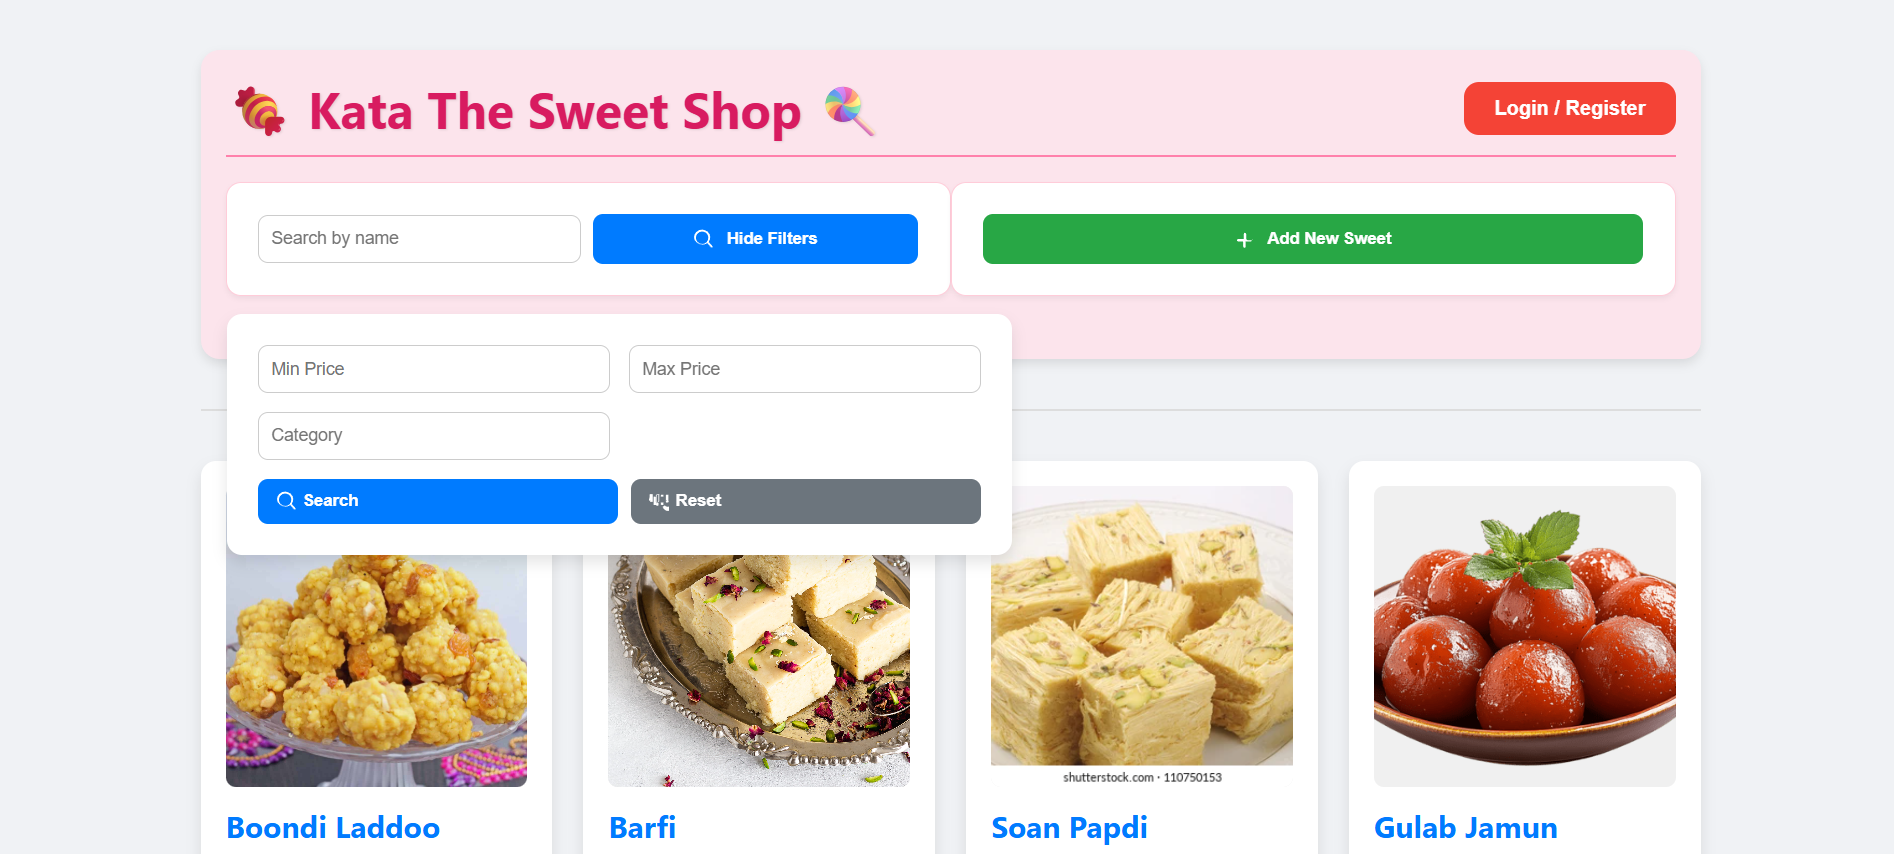 Kata The Sweet Shop
Login / Register
Search by name
Hide Filters
+ Add New Sweet
Min Price
Max Price
Category
Search
Reset
shutterstock.com · 110750153
Boondi Laddoo
Barfi
Soan Papdi
Gulab Jamun